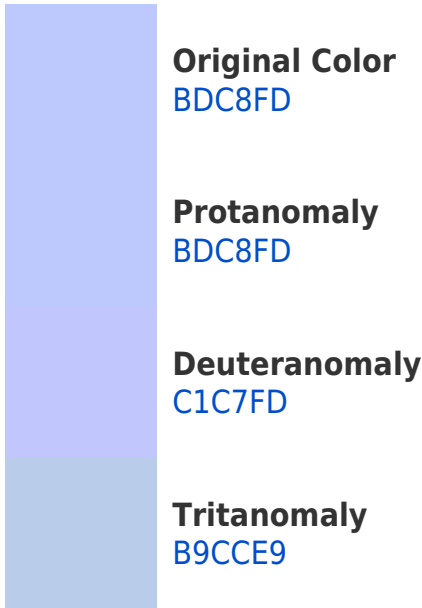 Original Color
BDC8FD
Protanomaly
BDC8FD
Deuteranomaly
C1C7FD
Tritanomaly
B9CCE9